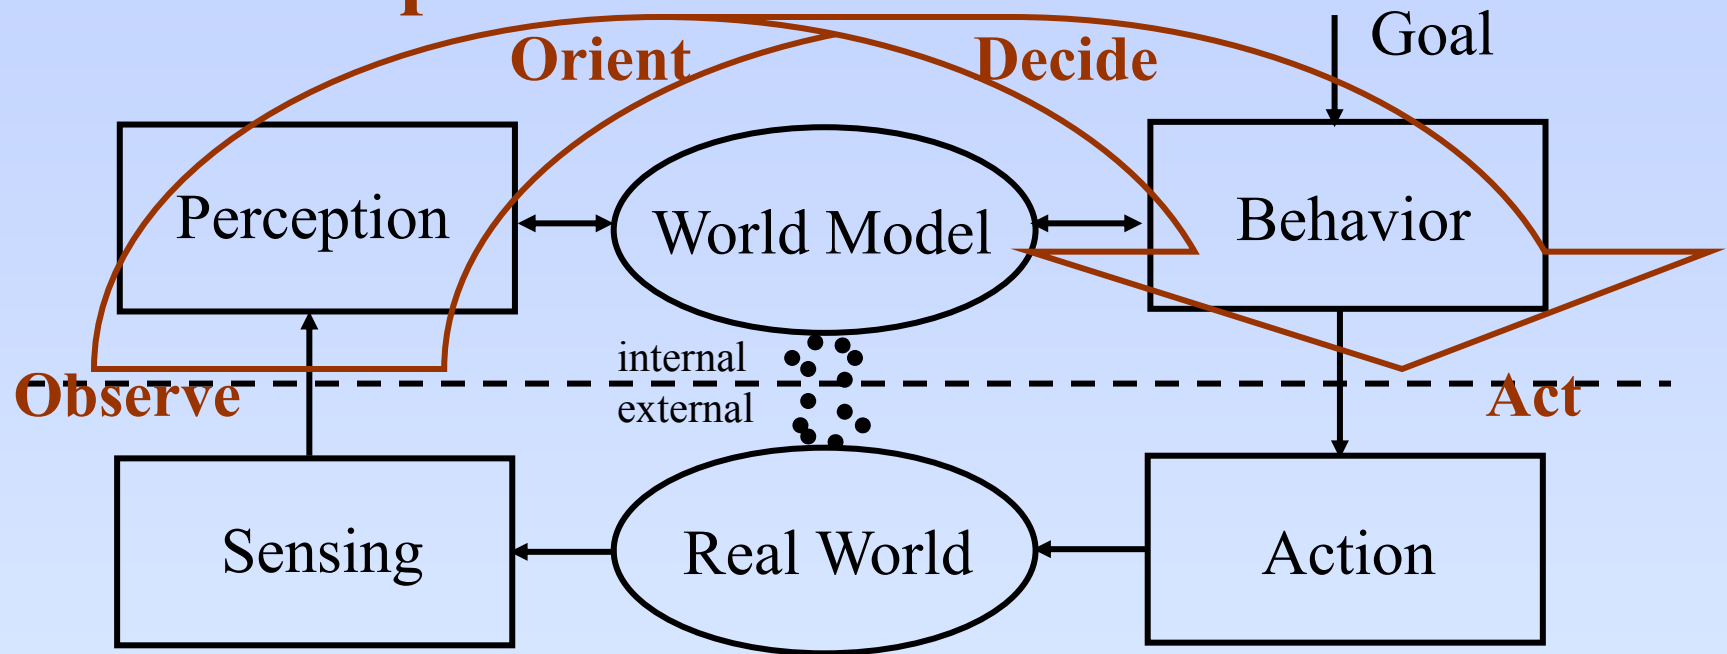 Goal
Orient
Decide
Perception
World Model
Behavior
internal
Observe
external
Act
Sensing
Real World
Action